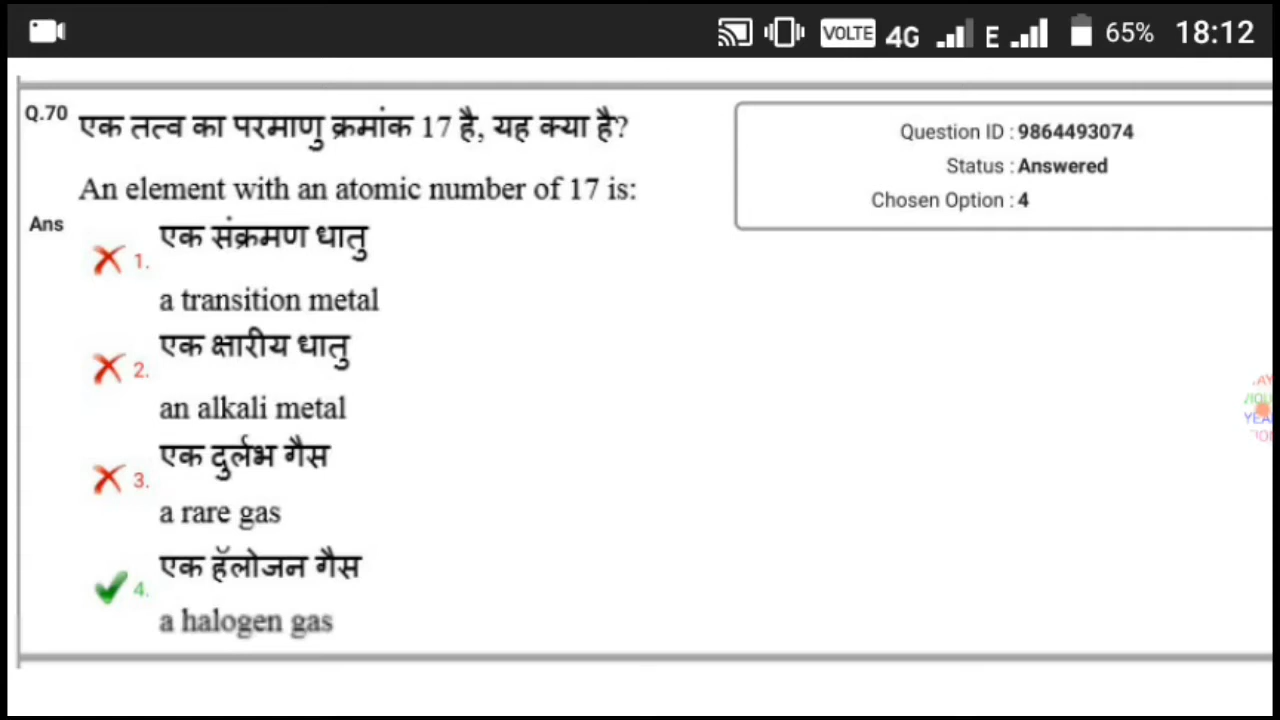 VOLTE 4G E 65% 18:12
Q.70 एक तत्व का परमाणु क्रमांक 17 है, यह क्या है?
An element with an atomic number of 17 is:
Question ID : 9864493074
Status : Answered
Chosen Option : 4
Ans
1. एक संक्रमण धातु
a transition metal
2. एक क्षारीय धातु
an alkali metal
3. एक दुर्लभ गैस
a rare gas
4. एक हॅलोजन गैस
a halogen gas